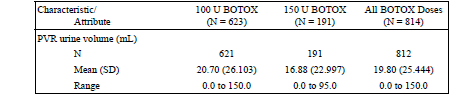 Characteristic/ 100 U BOTOX 150 U BOTOX All BOTOX Doses
Attribute (N = 623) (N = 191) (N = 814)
PVR urine volume (mL)
N 621 191 812
Mean (SD) 20.70 (26.103) 16.88 (22.997) 19.80 (25.444)
Range 0.0 to 150.0 0.0 to 95.0 0.0 to 150.0